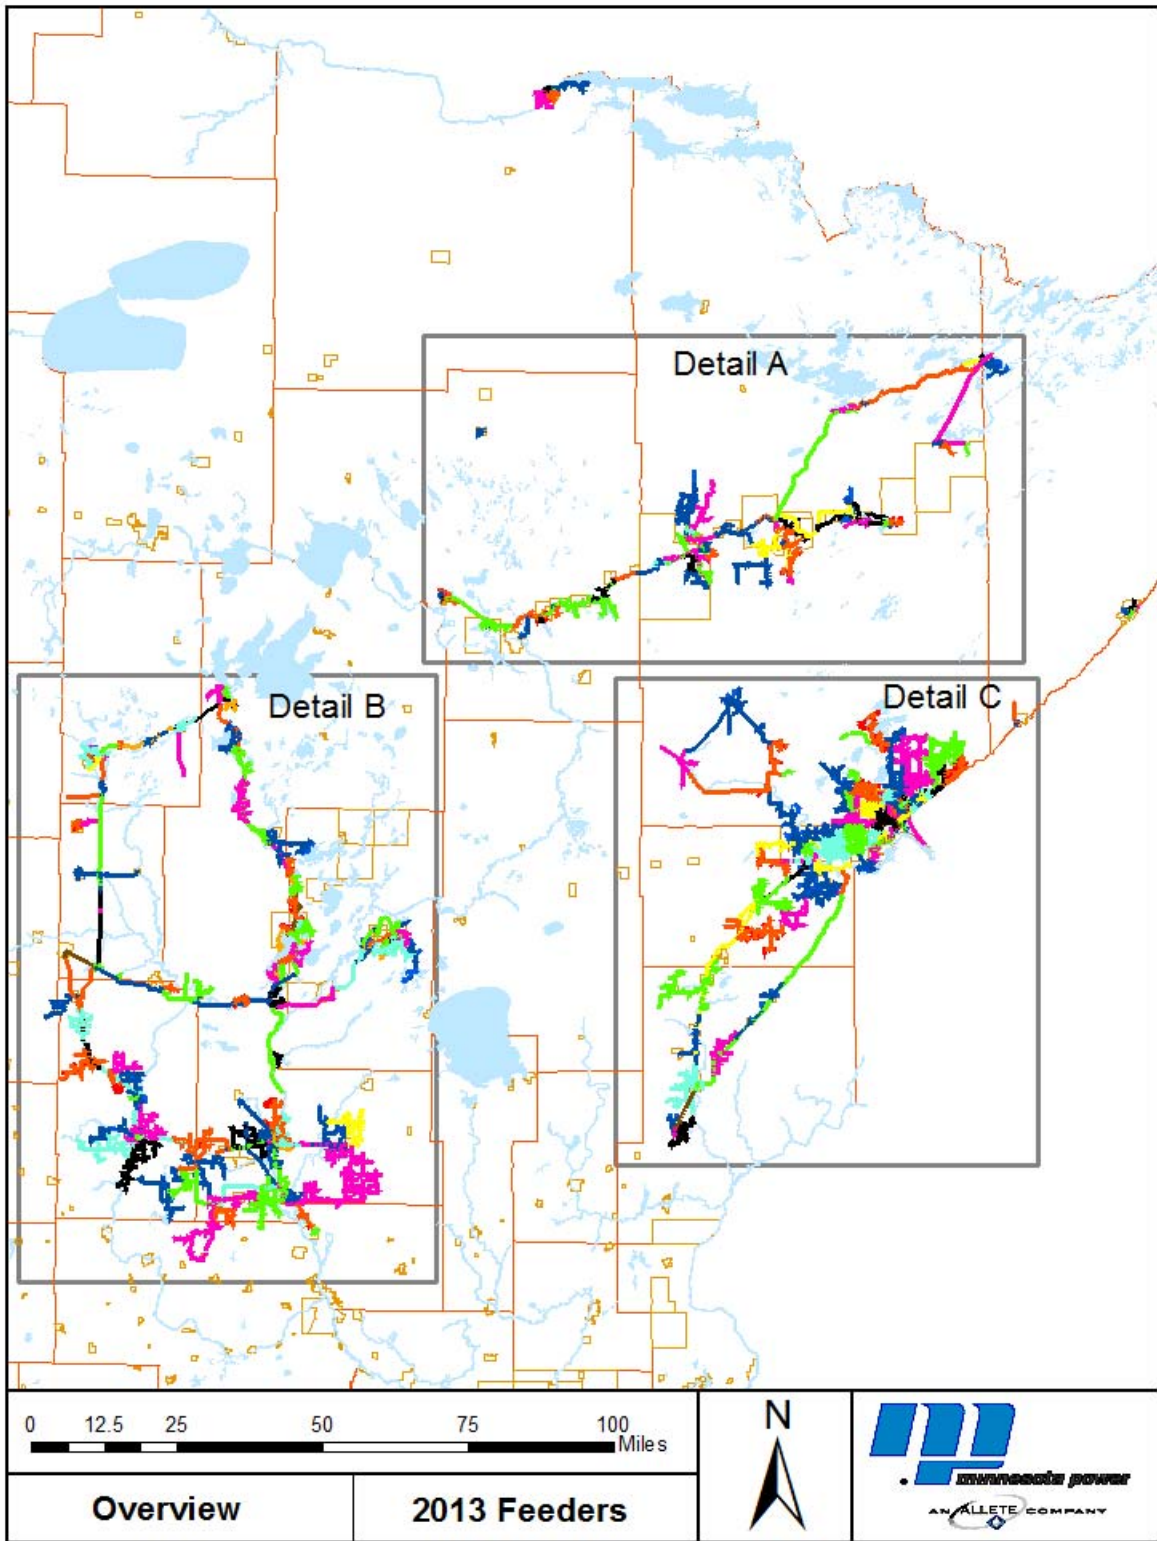 Detail A
Detail B
Detail C
0 12.5 25 50 75 100
Miles
N
Overview
2013 Feeders
mp
minnesota power
AN ALLETE COMPANY